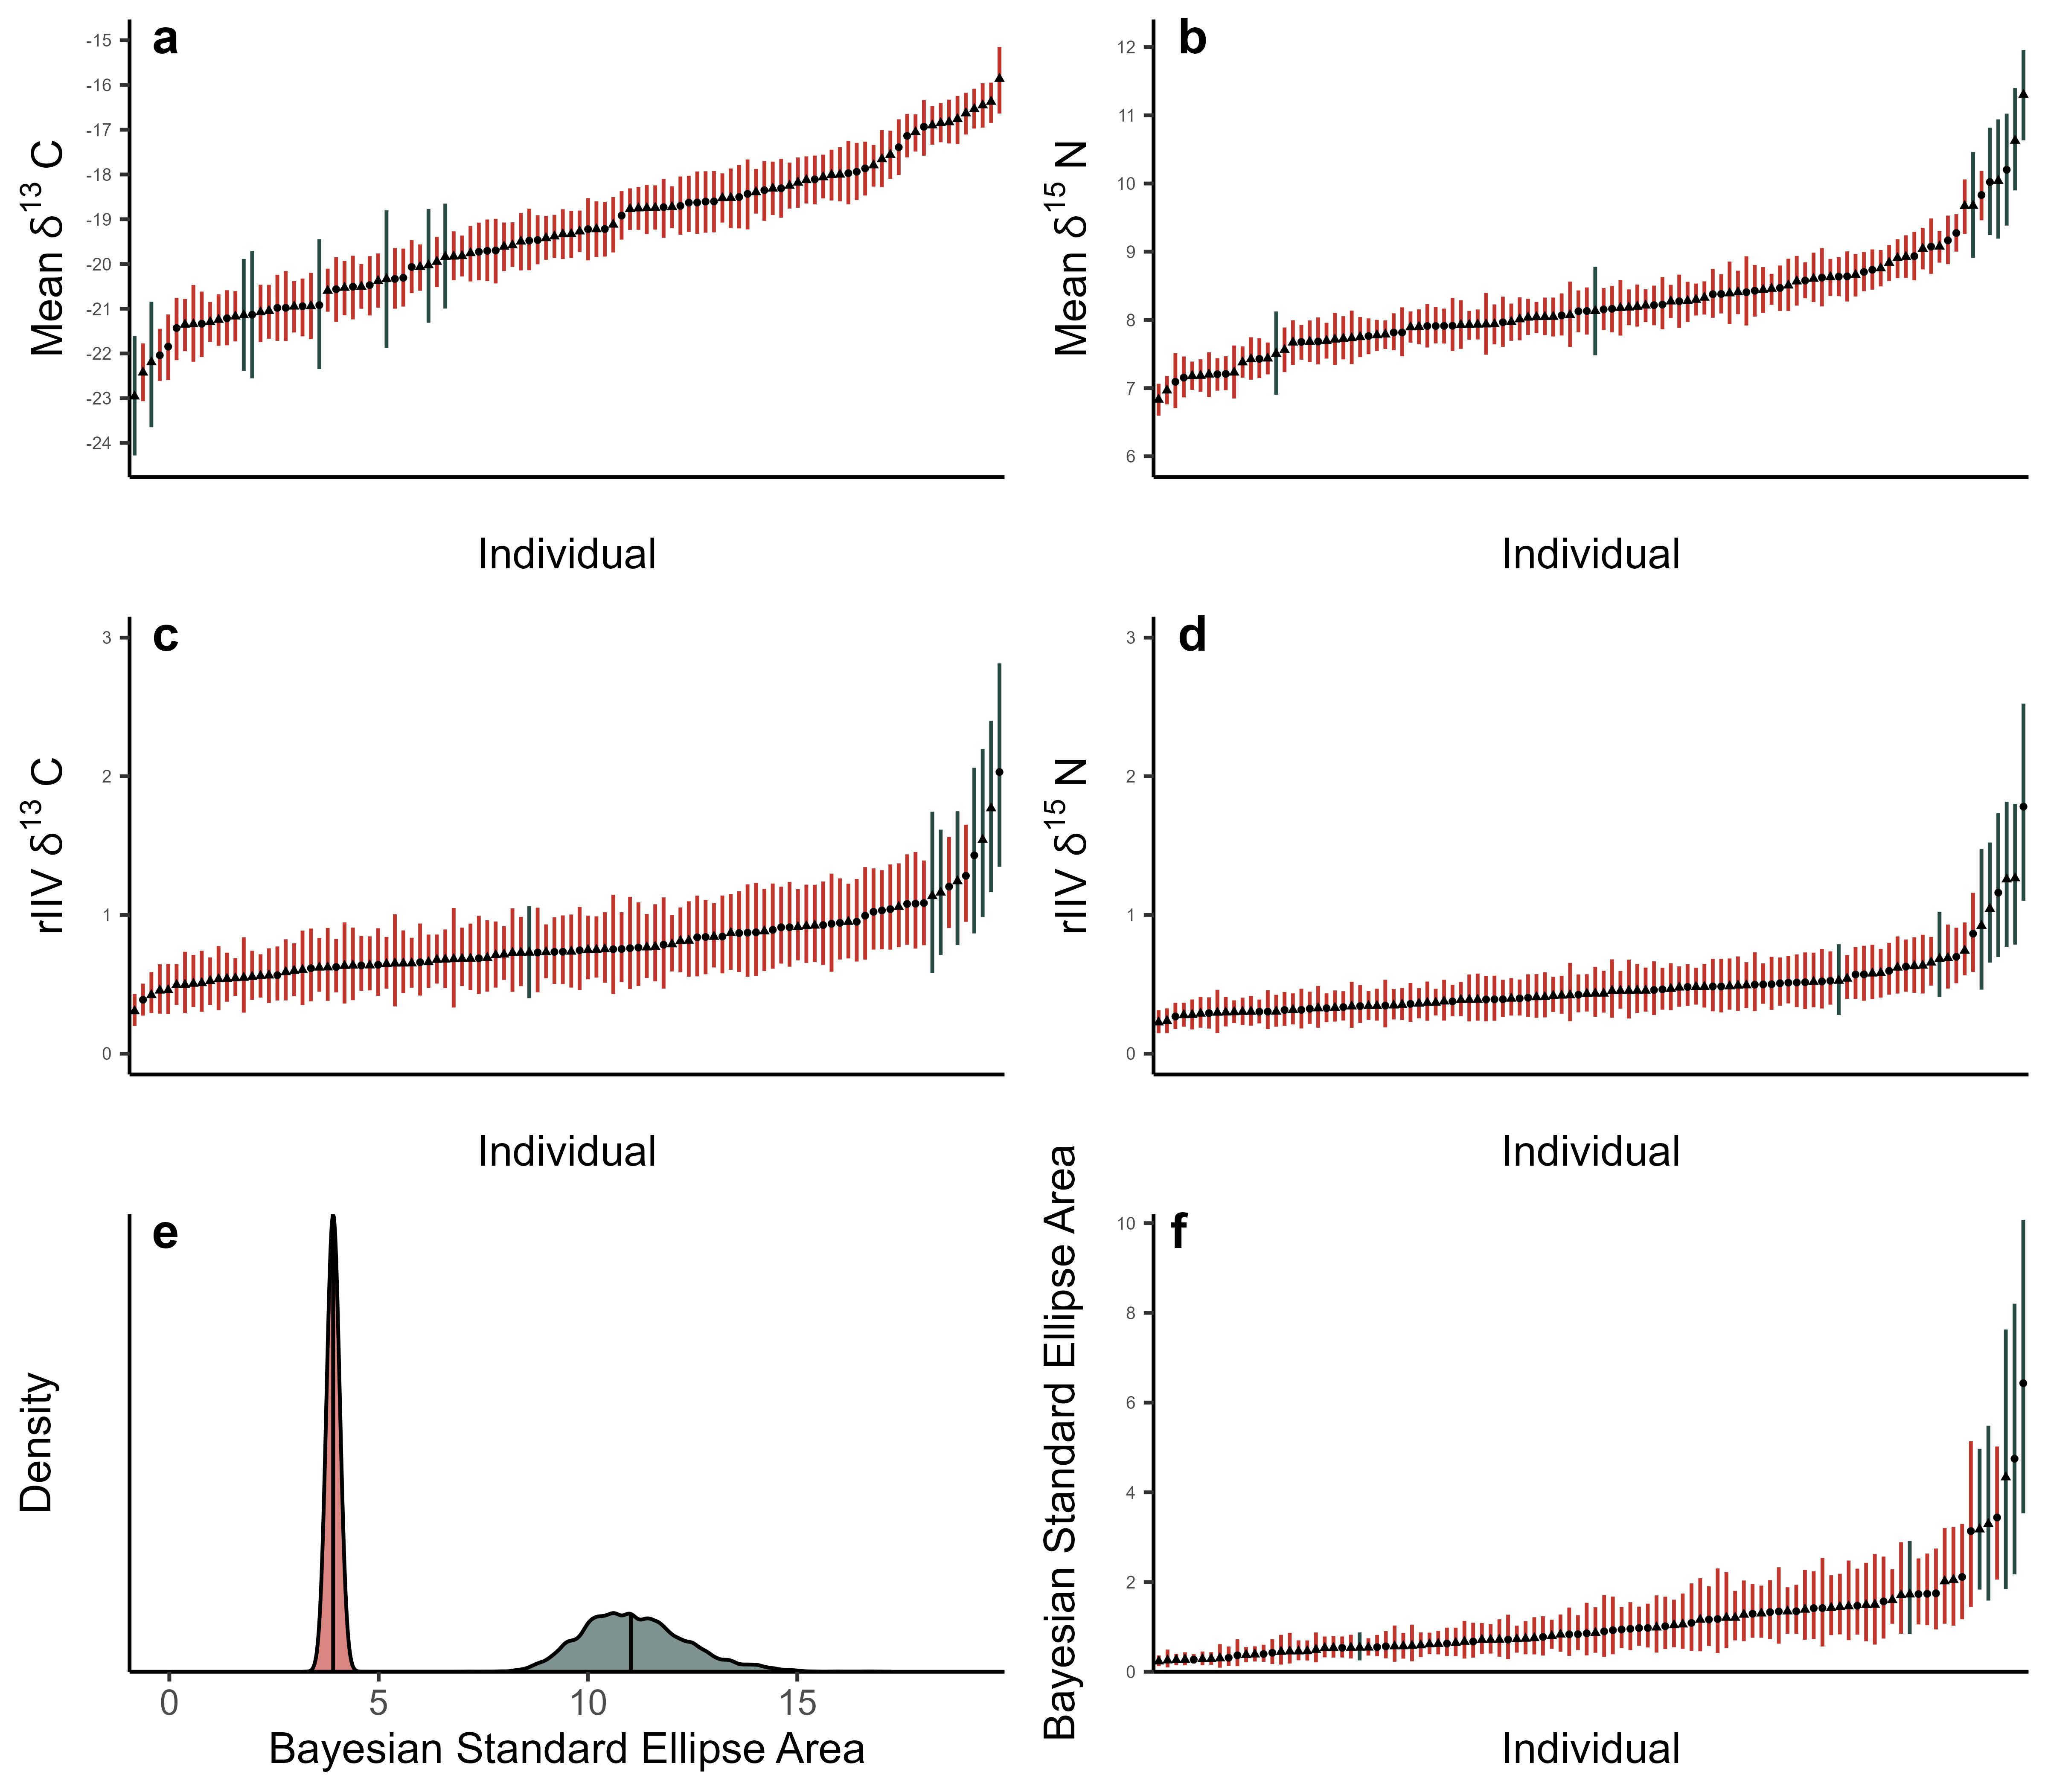 a
-15
-16
-17
-18
-19
-20
-21
-22
-23
-24
Mean δ13 C
Individual
b
12
11
10
9
8
7
6
Mean δ15 N
Individual
c
3
2
1
0
rIIV δ13 C
Individual
d
3
2
1
0
rIIV δ15 N
Individual
e
Density
0 5 10 15
Bayesian Standard Ellipse Area
f
10
8
6
4
2
0
Bayesian Standard Ellipse Area
Individual